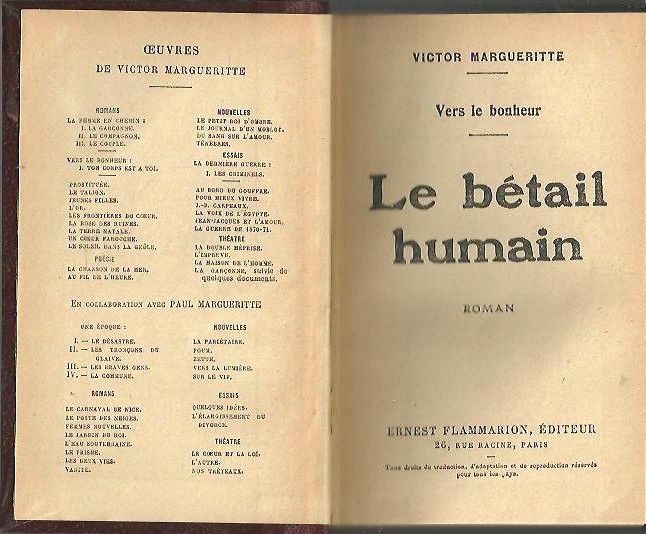 ŒUVRES
DE VICTOR MARGUERITTE
ROMANS
LA FEMME EN CHEMIN :
I. LA GARÇONNE.
II. LE COMPAGNON.
III. LE COUPLE.
VERS LE BONHEUR :
I. TON CORPS EST A TOI.
PROSTITUÉE.
LE TALION.
JEUNES FILLES.
L'OR.
LES FRONTIÈRES DU CŒUR.
LA ROSE DES RUINES.
LA TERRE NATALE.
UN CŒUR FAROUCHE.
LE SOLEIL DANS LA GEÔLE.
POÉSIE
LA CHANSON DE LA MER.
AU FIL DE L'HEURE.
NOUVELLES
LE PETIT ROI D'OMBRE.
LE JOURNAL D'UN MOBLOT.
DU SANG SUR L'AMOUR.
TÉNÈBRES.
ESSAIS
LA DERNIÈRE GUERRE :
I. LES CRIMINELS.
AU BORD DU GOUFFRE.
POUR MIEUX VIVRE.
J.-B. CARPEAUX.
LA VOIX DE L'ÉGYPTE.
JEAN-JACQUES ET L'AMOUR.
LA GUERRE DE 1870-71.
THÉÂTRE
LA DOUBLE MÉPRISE.
L'IMPRÉVU.
LA MAISON DE L'HOMME.
LA GARÇONNE, suivie de
quelques documents.
EN COLLABORATION AVEC PAUL MARGUERITTE
UNE ÉPOQUE :
I. — LE DÉSASTRE.
II. — LES TRONÇONS DU
GLAIVE.
III. — LES BRAVES GENS.
IV. — LA COMMUNE.
ROMANS
LE CARNAVAL DE NICE.
LE POSTE DES NEIGES.
FEMMES NOUVELLES.
LE JARDIN DU ROI.
L'EAU SOUTERRAINE.
LE PRISME.
LES DEUX VIES.
VANITÉ.
NOUVELLES
LA PARIÉTAIRE.
POUM.
ZETTE.
VERS LA LUMIÈRE.
SUR LE VIF.
ESSAIS
QUELQUES IDÉES.
L'ÉLARGISSEMENT DU
DIVORCE.
THÉÂTRE
LE CŒUR ET LA LOI.
L'AUTRE.
NOS TRÉTEAUX.
VICTOR MARGUERITTE
Vers le bonheur
Le bétail
humain
ROMAN
ERNEST FLAMMARION, ÉDITEUR
26, RUE RACINE, PARIS
Tous droits de traduction, d'adaptation et de reproduction réservés
pour tous les pays.